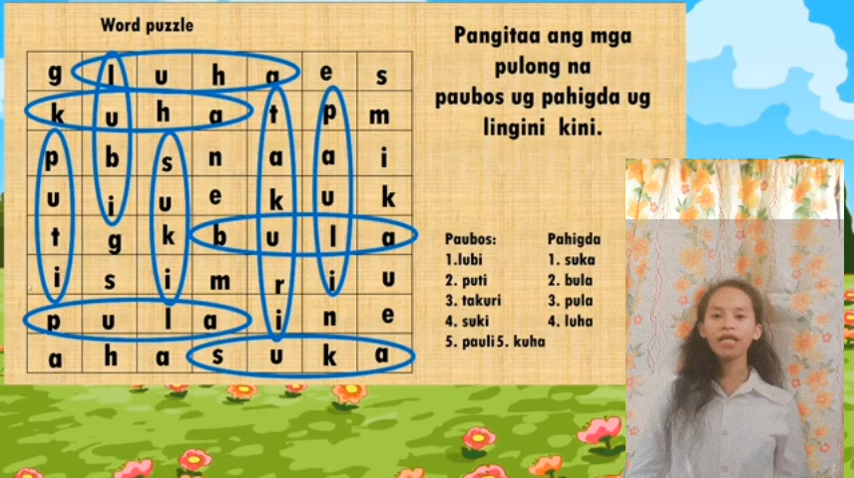 Word puzzle
g l u h a e s
k u h a t p m
p b s n a a i
u i u e k u k
t g k b u l a
i s i m r i u
p u l a i n e
a h a s u k a
Pangitaa ang mga
pulong na
paubos ug pahigda ug
lingini kini.
Paubos: Pahigda
1.lubi 1. suka
2. puti 2. bula
3. takuri 3. pula
4. suki 4. luha
5. pauli 5. kuha